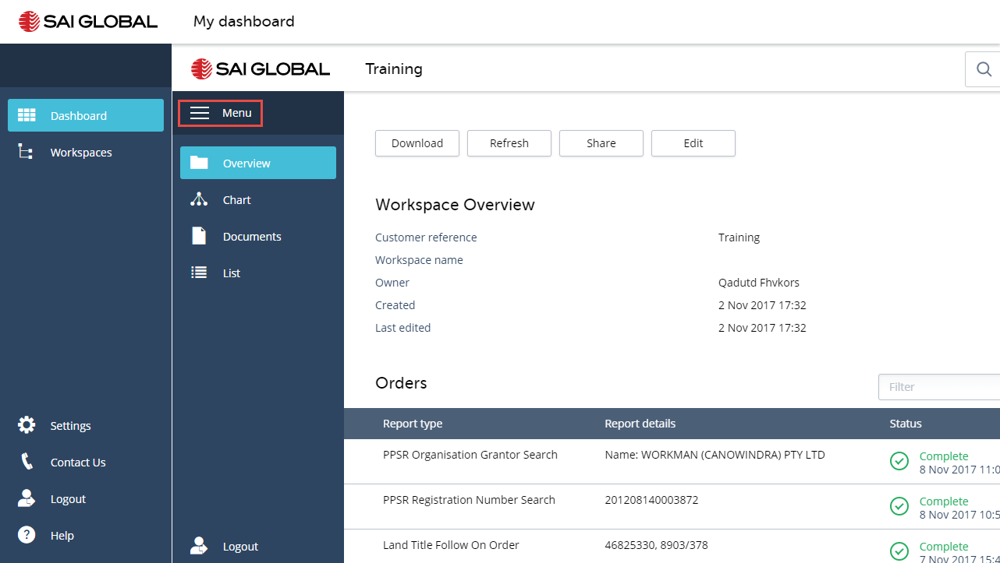 SAI GLOBAL My dashboard
SAI GLOBAL Training
Menu
Dashboard
Workspaces
Settings
Contact Us
Logout
Help
Overview
Chart
Documents
List
Logout
Download Refresh Share Edit
Workspace Overview
Customer reference Training
Workspace name
Owner Qadutd Fhvkors
Created 2 Nov 2017 17:32
Last edited 2 Nov 2017 17:32
Orders Filter
Report type Report details Status
PPSR Organisation Grantor Search Name: WORKMAN (CANOWINDRA) PTY LTD Complete
8 Nov 2017 11:0
PPSR Registration Number Search 201208140003872 Complete
8 Nov 2017 10:5
Land Title Follow On Order 46825330, 8903/378 Complete
7 Nov 2017 15:4